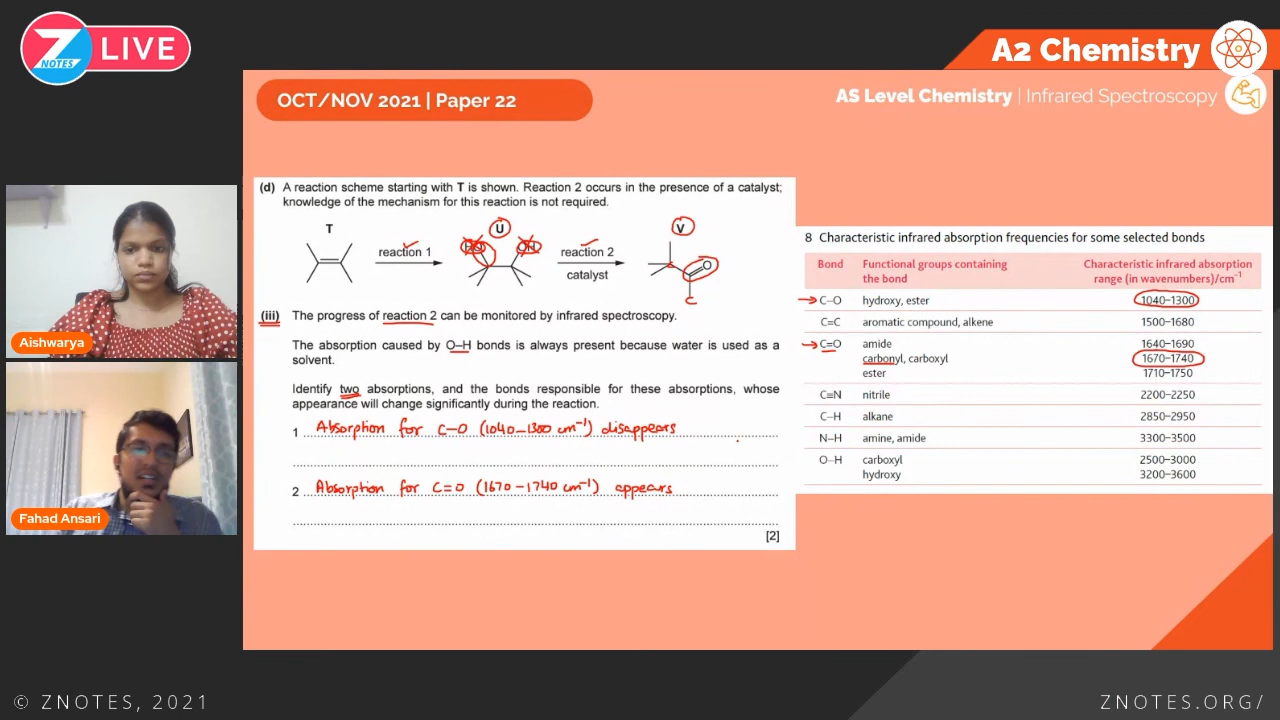 Z
NOTES
LIVE
A2 Chemistry
OCT/NOV 2021 | Paper 22
AS Level Chemistry | Infrared Spectroscopy
(d) A reaction scheme starting with T is shown. Reaction 2 occurs in the presence of a catalyst;
knowledge of the mechanism for this reaction is not required.
T
U
V
HO
OH
O
reaction 1
reaction 2
catalyst
C
(iii) The progress of reaction 2 can be monitored by infrared spectroscopy.
The absorption caused by O–H bonds is always present because water is used as a
solvent.
Identify two absorptions, and the bonds responsible for these absorptions, whose
appearance will change significantly during the reaction.
1 Absorption for C–O (1040–1300 cm⁻¹) disappears
2 Absorption for C=O (1670–1740 cm⁻¹) appears
[2]
8 Characteristic infrared absorption frequencies for some selected bonds
Bond Functional groups containing the bond Characteristic infrared absorption range (in wavenumbers)/cm⁻¹
C–O hydroxy, ester 1040–1300
C=C aromatic compound, alkene 1500–1680
C=O amide 1640–1690
carbonyl, carboxyl 1670–1740
ester 1710–1750
C≡N nitrile 2200–2250
C–H alkane 2850–2950
N–H amine, amide 3300–3500
O–H carboxyl 2500–3000
hydroxy 3200–3600
Aishwarya
Fahad Ansari
© ZNOTES, 2021
ZNOTES.ORG/